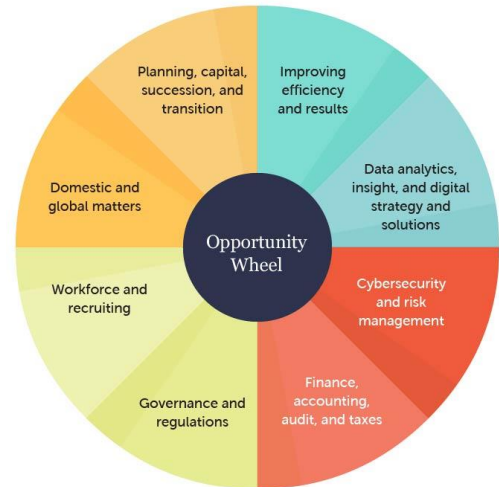 Planning, capital,
succession, and
transition
Improving
efficiency
and results
Data analytics,
insight, and digital
strategy and
solutions
Cybersecurity
and risk
management
Finance,
accounting,
audit, and taxes
Governance and
regulations
Workforce and
recruiting
Domestic and
global matters
Opportunity
Wheel